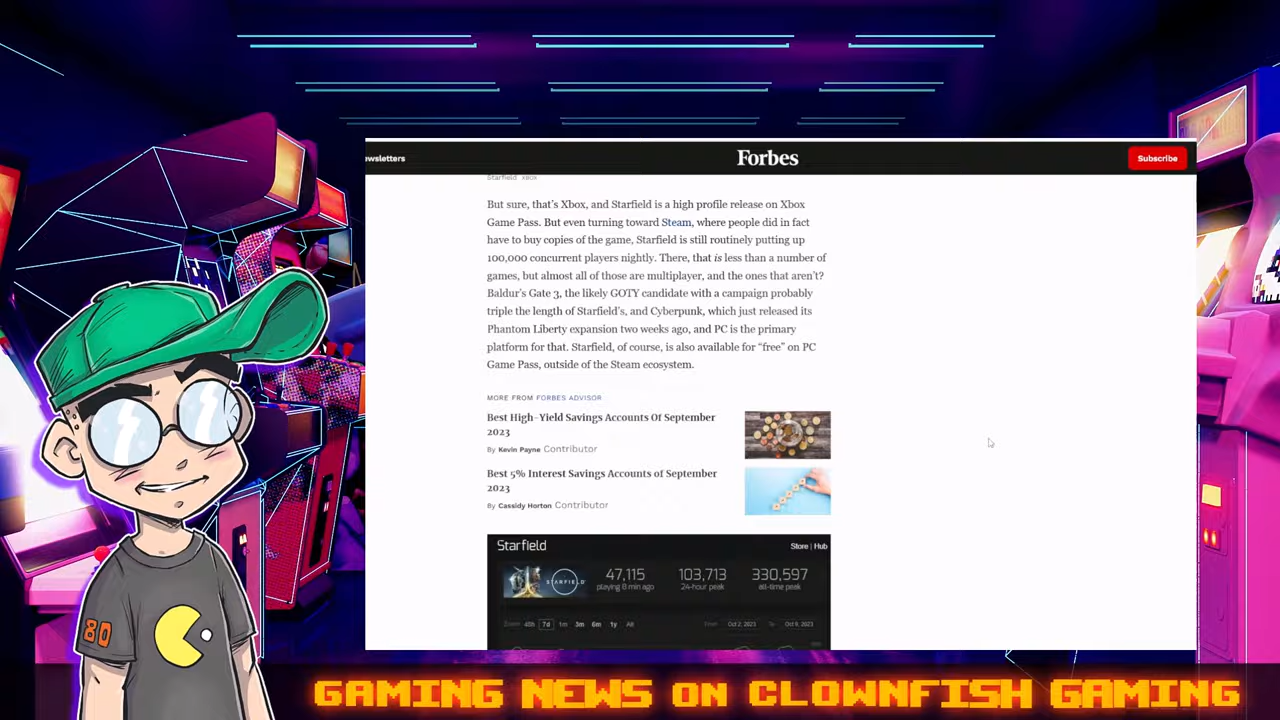 ewsletters
Forbes
Subscribe
Starfield XBOX
But sure, that's Xbox, and Starfield is a high profile release on Xbox
Game Pass. But even turning toward Steam, where people did in fact
have to buy copies of the game, Starfield is still routinely putting up
100,000 concurrent players nightly. There, that is less than a number of
games, but almost all of those are multiplayer, and the ones that aren't?
Baldur's Gate 3, the likely GOTY candidate with a campaign probably
triple the length of Starfield's, and Cyberpunk, which just released its
Phantom Liberty expansion two weeks ago, and PC is the primary
platform for that. Starfield, of course, is also available for "free" on PC
Game Pass, outside of the Steam ecosystem.
MORE FROM FORBES ADVISOR
Best High-Yield Savings Accounts Of September
2023
By Kevin Payne Contributor
Best 5% Interest Savings Accounts of September
2023
By Cassidy Horton Contributor
Starfield
Store | Hub
STARFIELD
47,115
playing 8 min ago
103,713
24-hour peak
330,597
all-time peak
Zoom 48h 7d 1m 3m 6m 1y All
From Oct 2, 2023 To Oct 9, 2023
80
GAMING NEWS ON CLOWNFISH GAMING